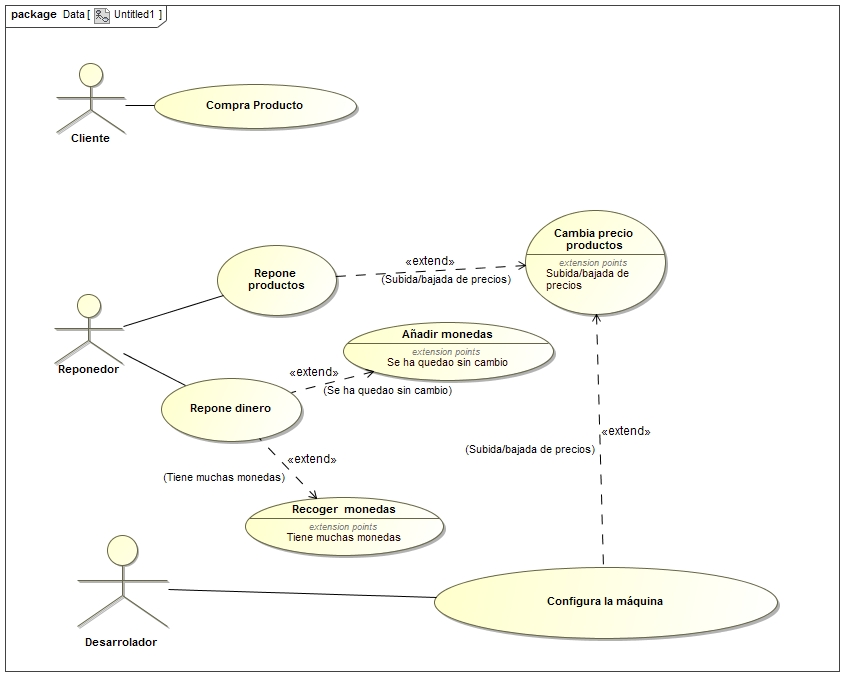 package Data [ Untitled1 ]
Compra Producto
Cliente
Cambia precio
productos
extension points
Subida/bajada de
precios
«extend»
(Subida/bajada de precios)
Repone
productos
Reponedor
Añadir monedas
extension points
Se ha quedao sin cambio
«extend»
(Se ha quedao sin cambio)
Repone dinero
«extend»
(Subida/bajada de precios)
«extend»
(Tiene muchas monedas)
Recoger monedas
extension points
Tiene muchas monedas
Configura la máquina
Desarrolador